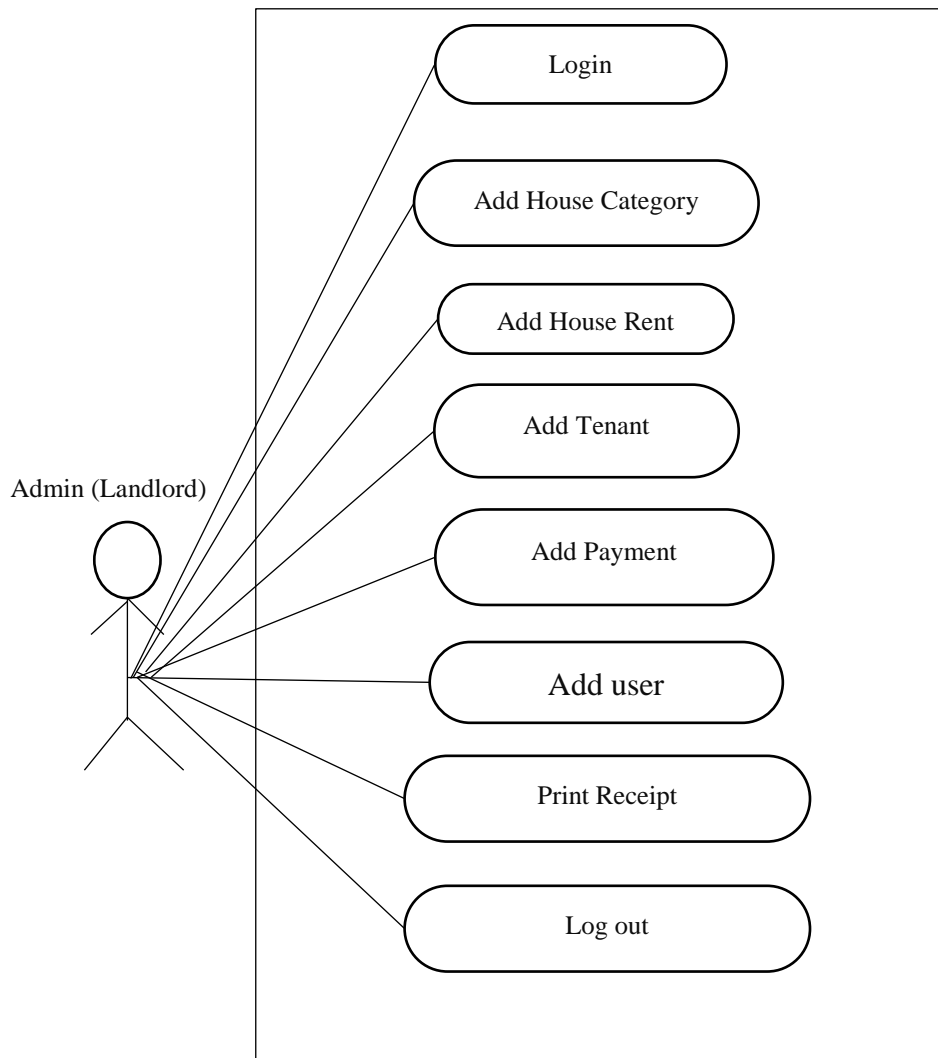 Login
Add House Category
Add House Rent
Add Tenant
Admin (Landlord)
Add Payment
Add user
Print Receipt
Log out